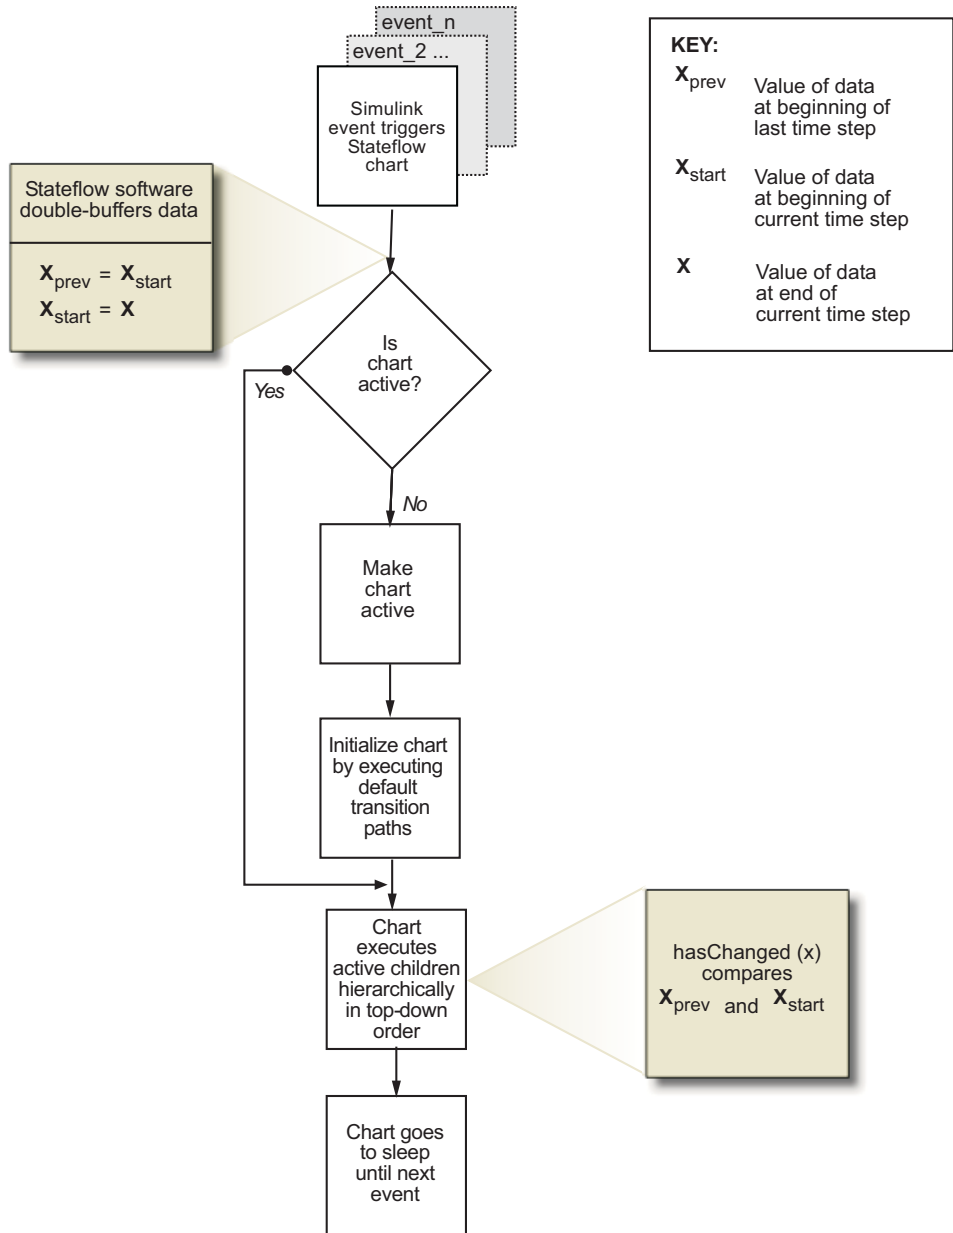 event_n
event_2 ...
Simulink
event triggers
Stateflow
chart
KEY:
Xprev Value of data
at beginning of
last time step
Xstart Value of data
at beginning of
current time step
X Value of data
at end of
current time step
Stateflow software
double-buffers data
Xprev = Xstart
Xstart = X
Is
chart
active?
Yes
No
Make
chart
active
Initialize chart
by executing
default
transition
paths
Chart
executes
active children
hierarchically
in top-down
order
hasChanged (x)
compares
Xprev and Xstart
Chart goes
to sleep
until next
event